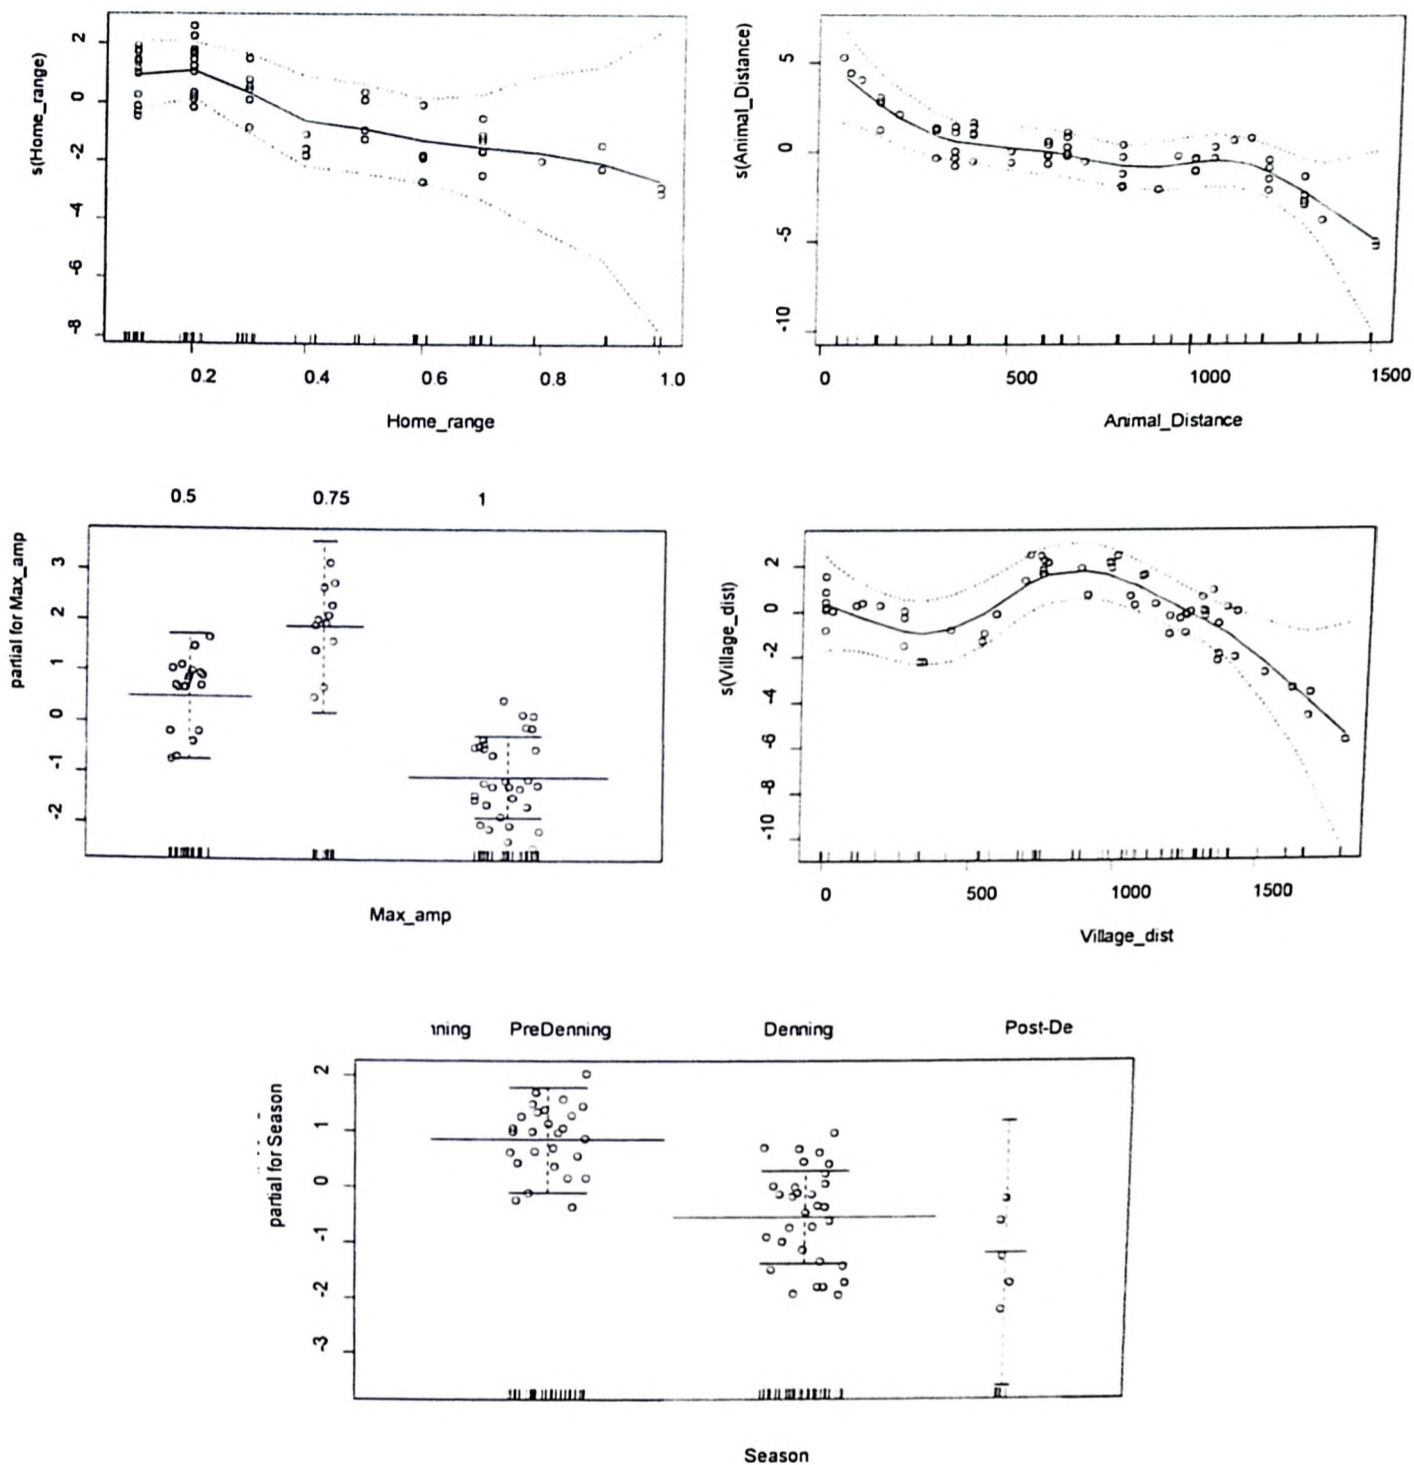 s(Home_range)
2
0
-2
-4
-6
-8
0.2 0.4 0.6 0.8 1.0
Home_range
s(Animal_Distance)
5
0
-5
-10
0 500 1000 1500
Animal_Distance
0.5 0.75 1
partial for Max_amp
3
2
1
0
-1
-2
Max_amp
s(Village_dist)
2
0
-2
-4
-6
-8
-10
0 500 1000 1500
Village_dist
nning PreDenning Denning Post-De
partial for Season
2
1
0
-1
-2
-3
Season